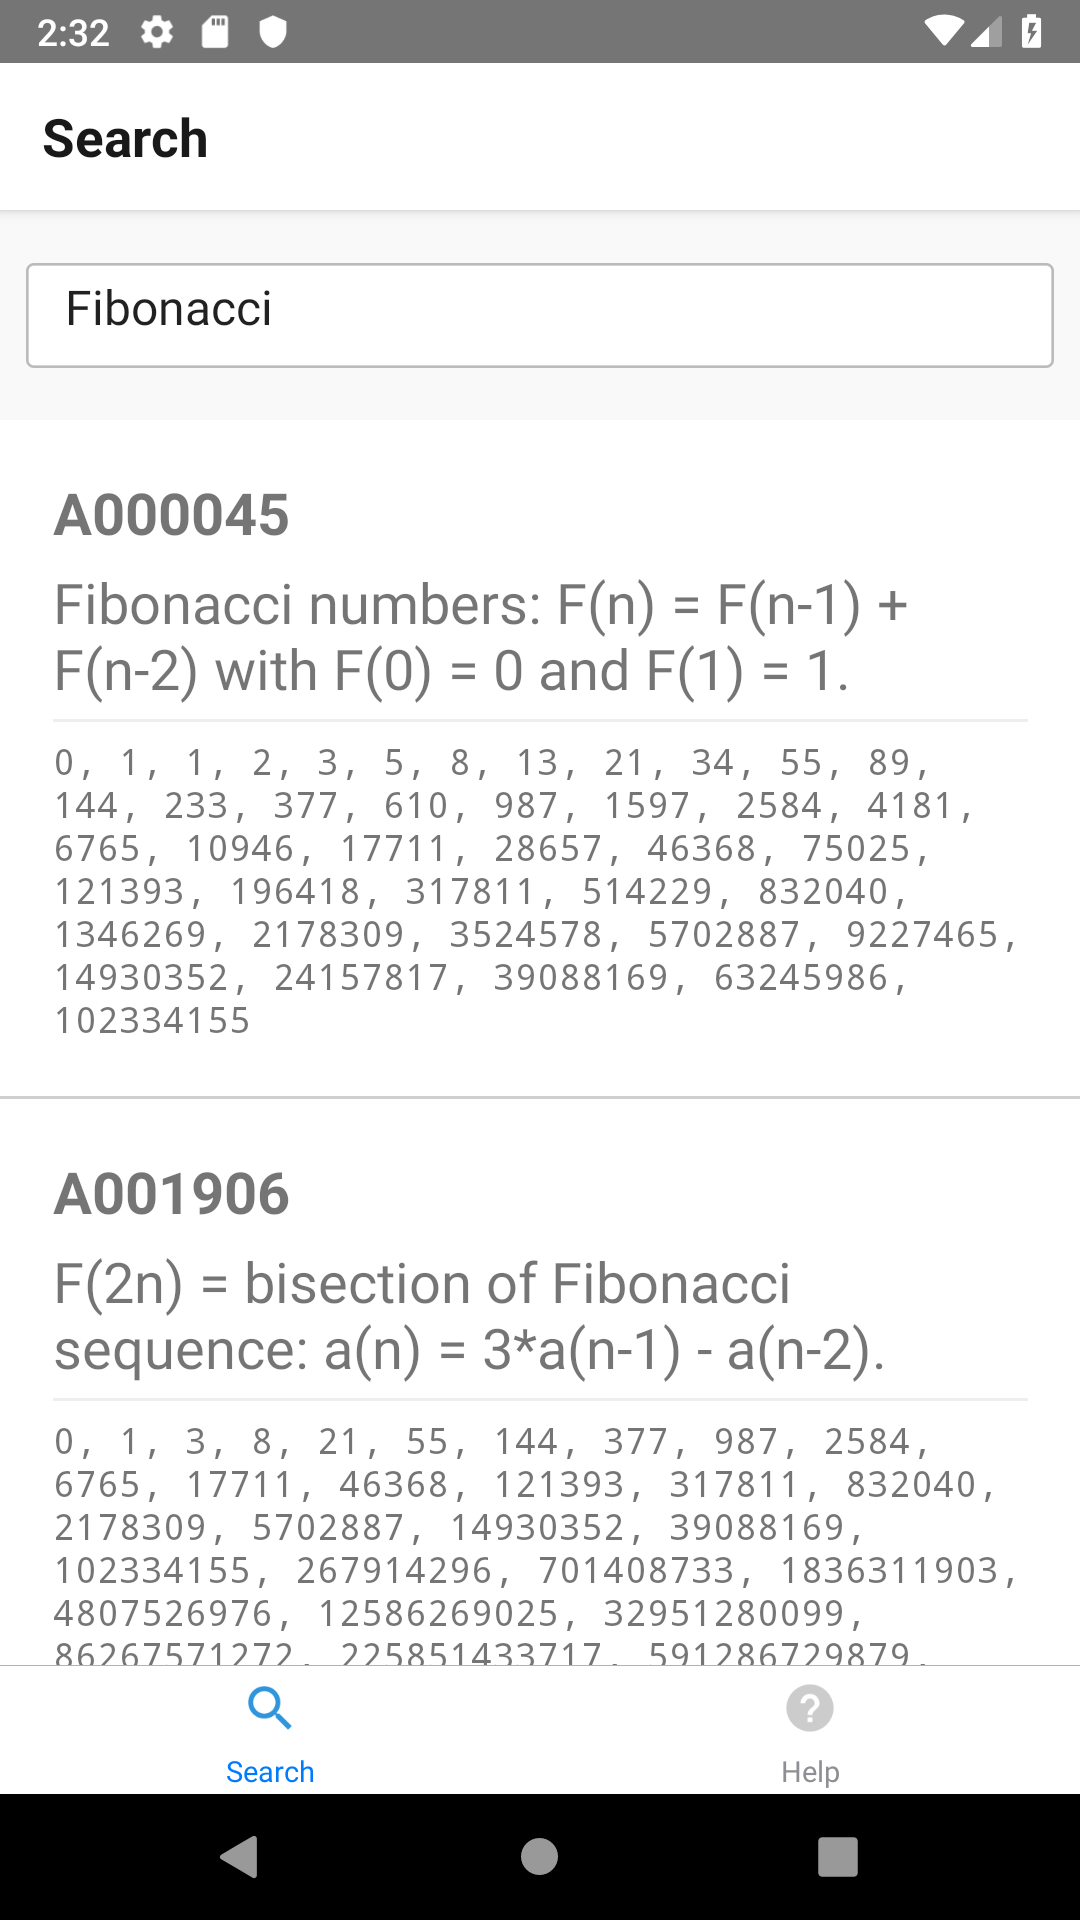 2:32
Search
Fibonacci
A000045
Fibonacci numbers: F(n) = F(n-1) +
F(n-2) with F(0) = 0 and F(1) = 1.
0, 1, 1, 2, 3, 5, 8, 13, 21, 34, 55, 89,
144, 233, 377, 610, 987, 1597, 2584, 4181,
6765, 10946, 17711, 28657, 46368, 75025,
121393, 196418, 317811, 514229, 832040,
1346269, 2178309, 3524578, 5702887, 9227465,
14930352, 24157817, 39088169, 63245986,
102334155
A001906
F(2n) = bisection of Fibonacci
sequence: a(n) = 3*a(n-1) - a(n-2).
0, 1, 3, 8, 21, 55, 144, 377, 987, 2584,
6765, 17711, 46368, 121393, 317811, 832040,
2178309, 5702887, 14930352, 39088169,
102334155, 267914296, 701408733, 1836311903,
4807526976, 12586269025, 32951280099,
86267571272, 225851433717, 591286729879,
Search
Help